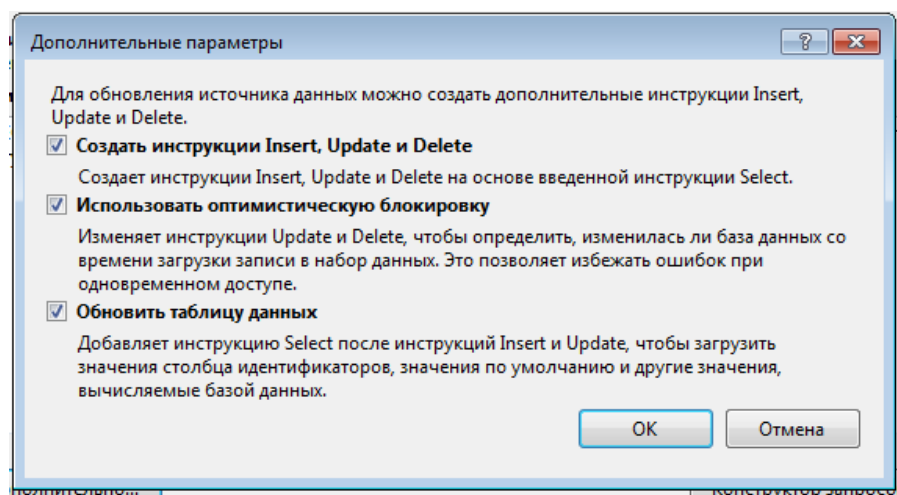 Дополнительные параметры
Для обновления источника данных можно создать дополнительные инструкции Insert,
Update и Delete.
Создать инструкции Insert, Update и Delete
Создает инструкции Insert, Update и Delete на основе введенной инструкции Select.
Использовать оптимистическую блокировку
Изменяет инструкции Update и Delete, чтобы определить, изменилась ли база данных со
времени загрузки записи в набор данных. Это позволяет избежать ошибок при
одновременном доступе.
Обновить таблицу данных
Добавляет инструкцию Select после инструкций Insert и Update, чтобы загрузить
значения столбца идентификаторов, значения по умолчанию и другие значения,
вычисляемые базой данных.
OK Отмена